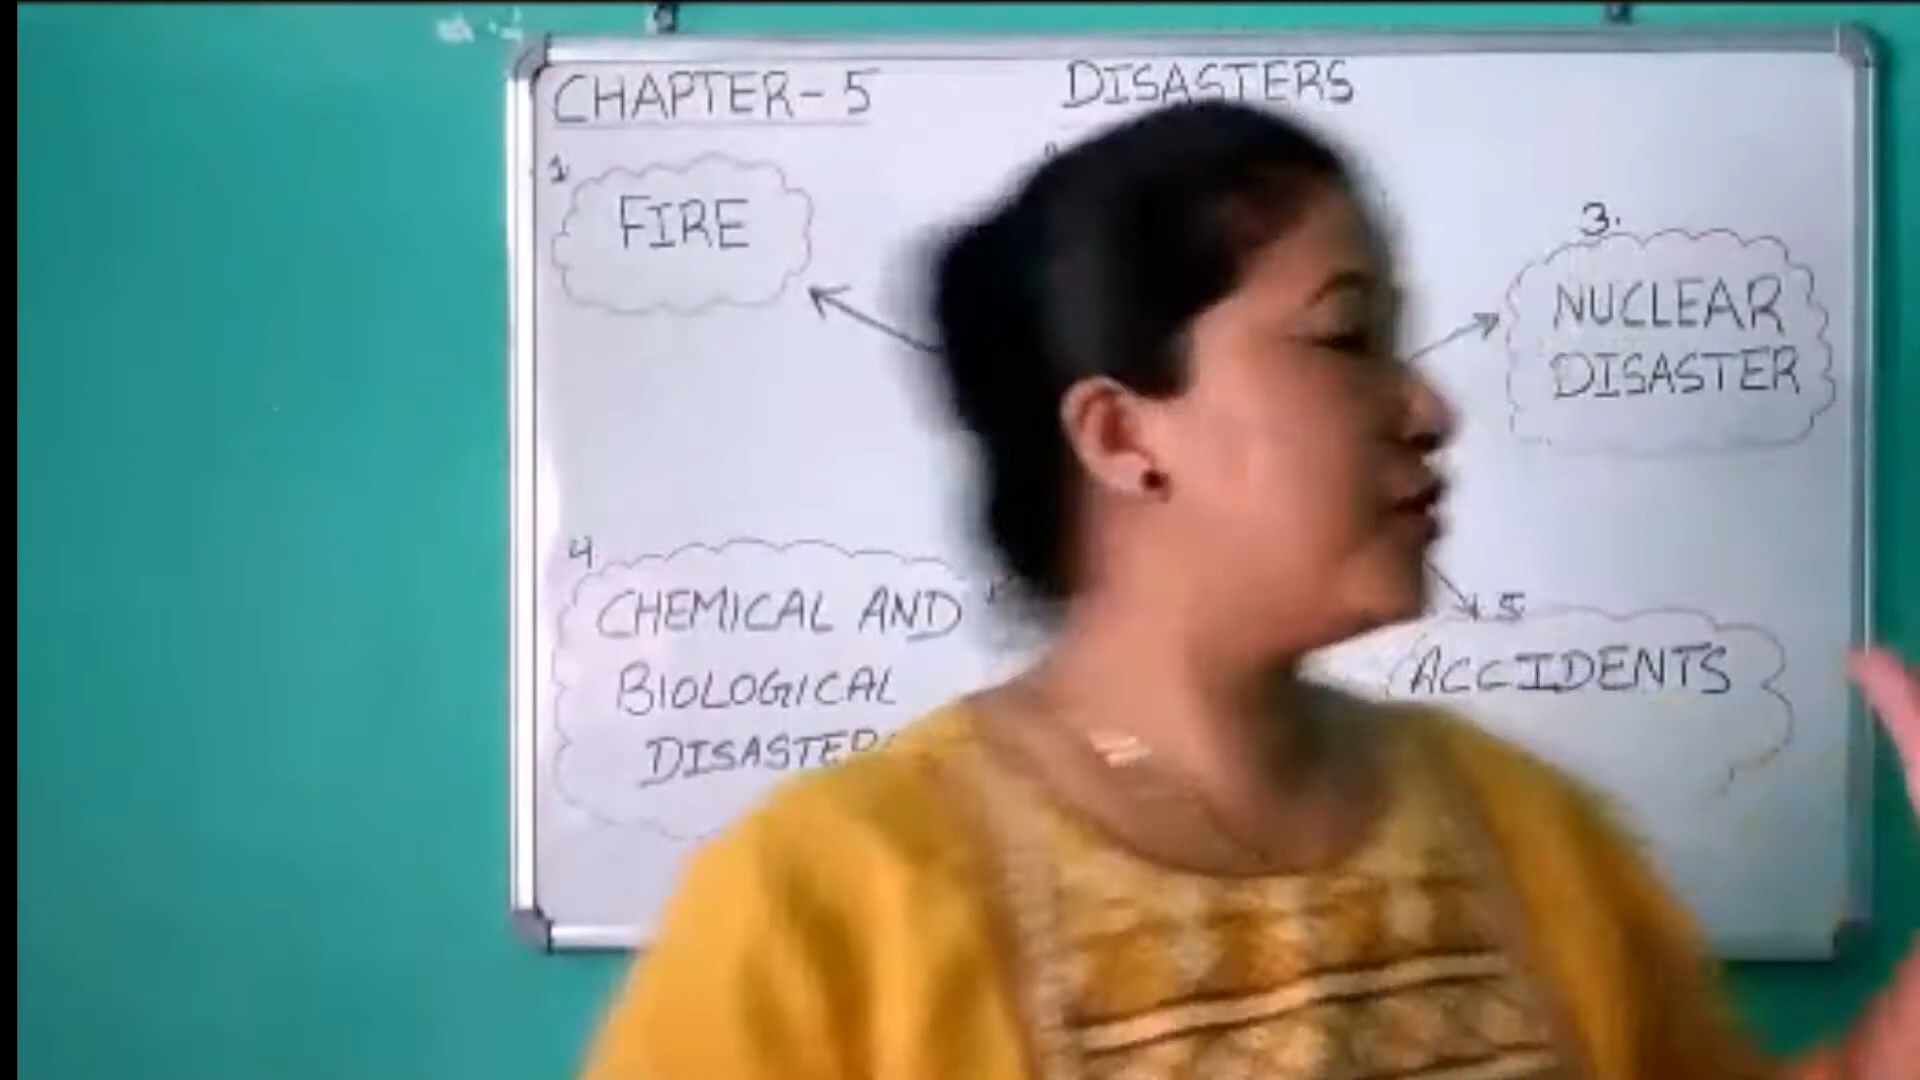 CHAPTER-5 DISASTERS
1
FIRE
3.
NUCLEAR
DISASTER
4
CHEMICAL AND
BIOLOGICAL
5
ACCIDENTS